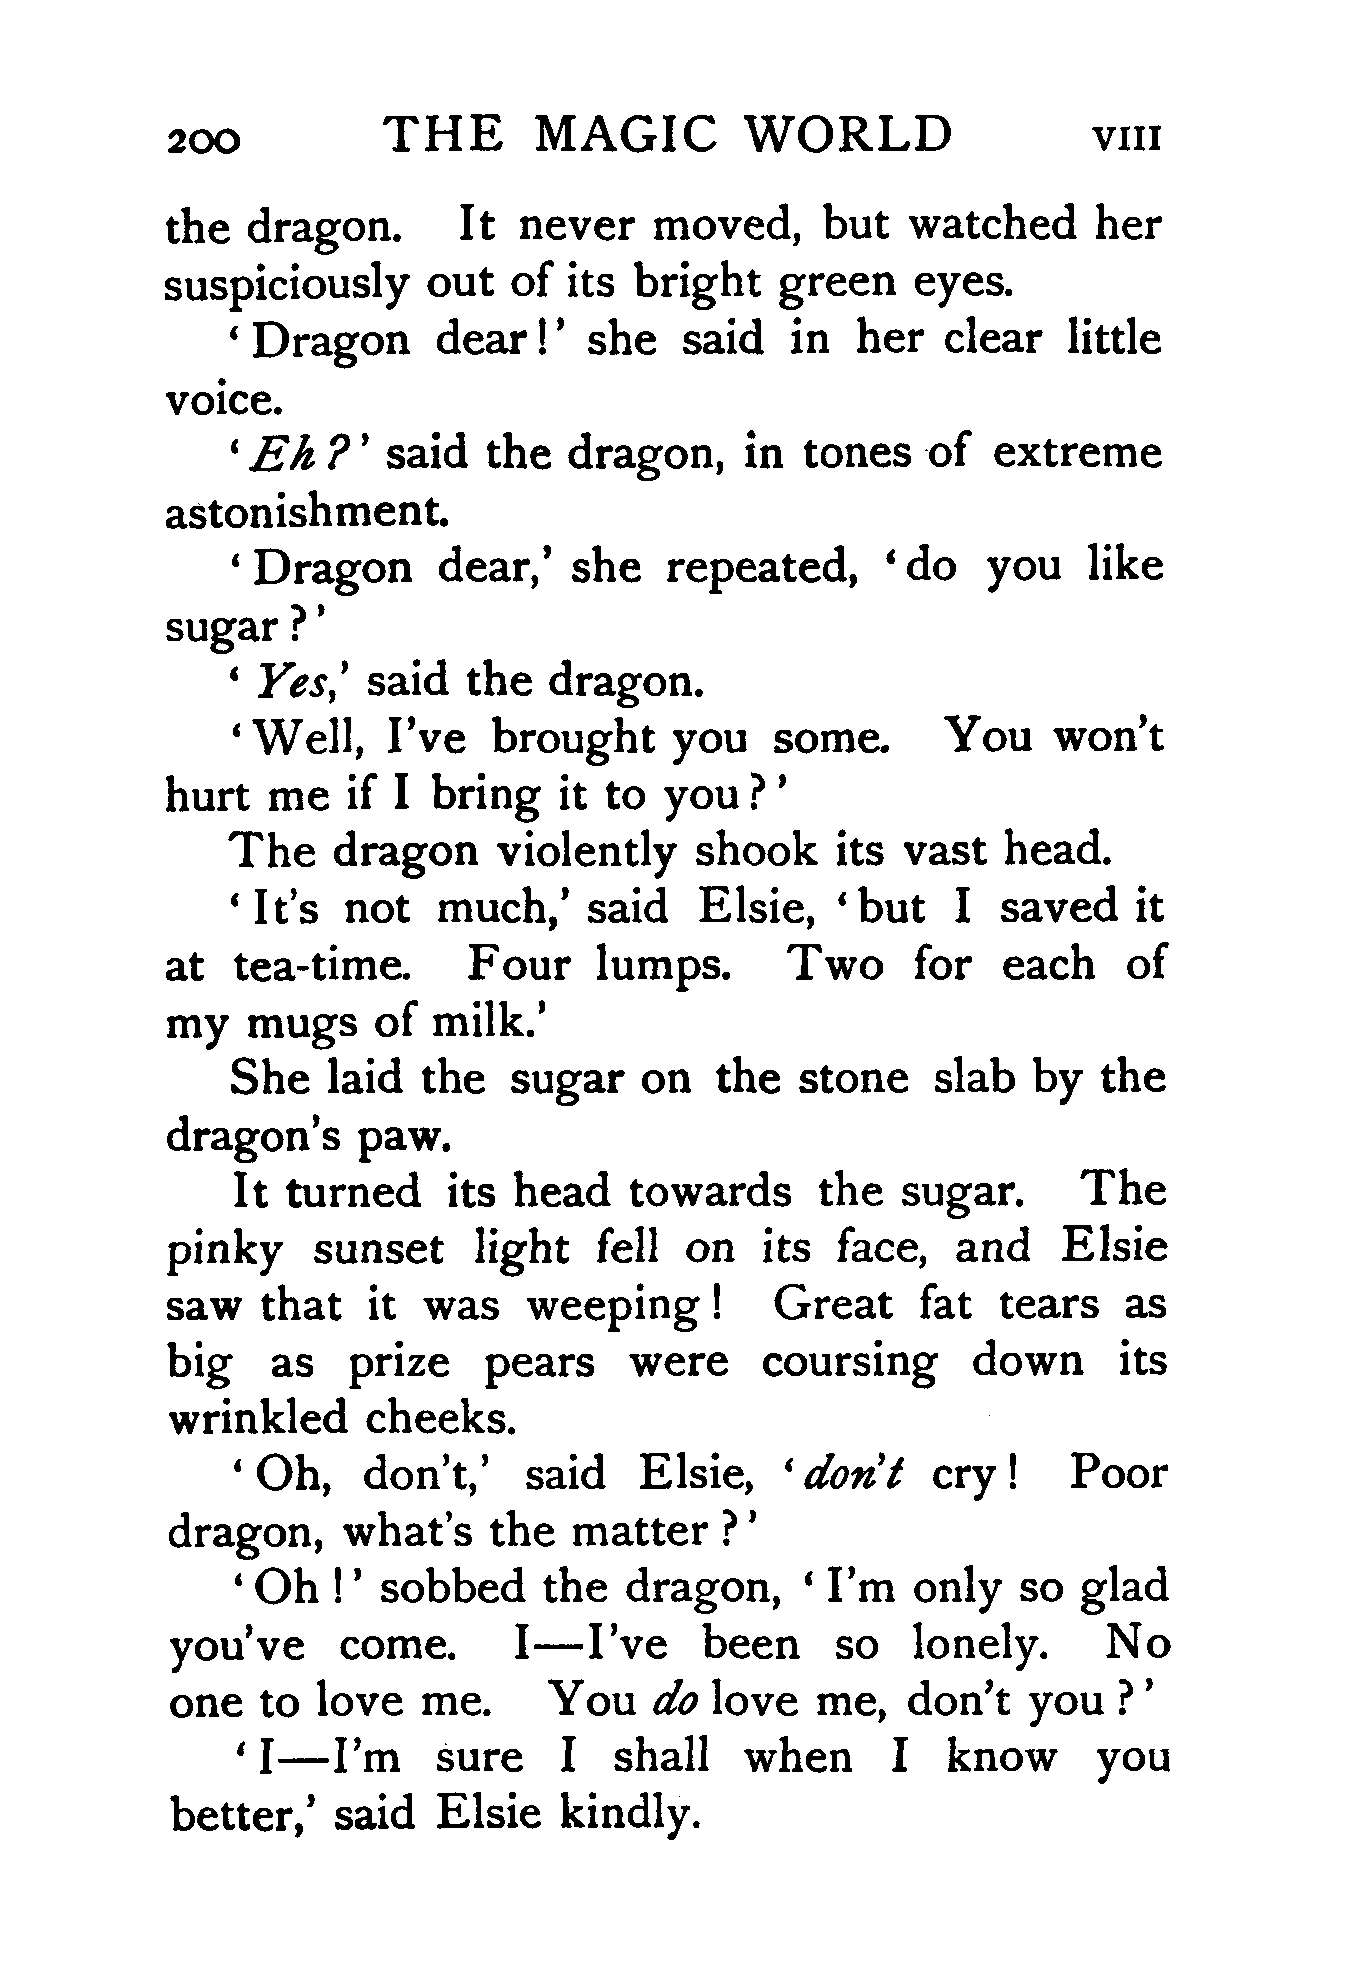 200 THE MAGIC WORLD VIII
the dragon. It never moved, but watched her
suspiciously out of its bright green eyes.
‘Dragon dear!’ she said in her clear little
voice.
‘Eh?’ said the dragon, in tones of extreme
astonishment.
‘Dragon dear,’ she repeated, ‘do you like
sugar?’
‘Yes,’ said the dragon.
‘Well, I’ve brought you some. You won’t
hurt me if I bring it to you?’
The dragon violently shook its vast head.
‘It’s not much,’ said Elsie, ‘but I saved it
at tea-time. Four lumps. Two for each of
my mugs of milk.’
She laid the sugar on the stone slab by the
dragon’s paw.
It turned its head towards the sugar. The
pinky sunset light fell on its face, and Elsie
saw that it was weeping! Great fat tears as
big as prize pears were coursing down its
wrinkled cheeks.
‘Oh, don’t,’ said Elsie, ‘don’t cry! Poor
dragon, what’s the matter?’
‘Oh!’ sobbed the dragon, ‘I’m only so glad
you’ve come. I—I’ve been so lonely. No
one to love me. You do love me, don’t you?’
‘I—I’m sure I shall when I know you
better,’ said Elsie kindly.